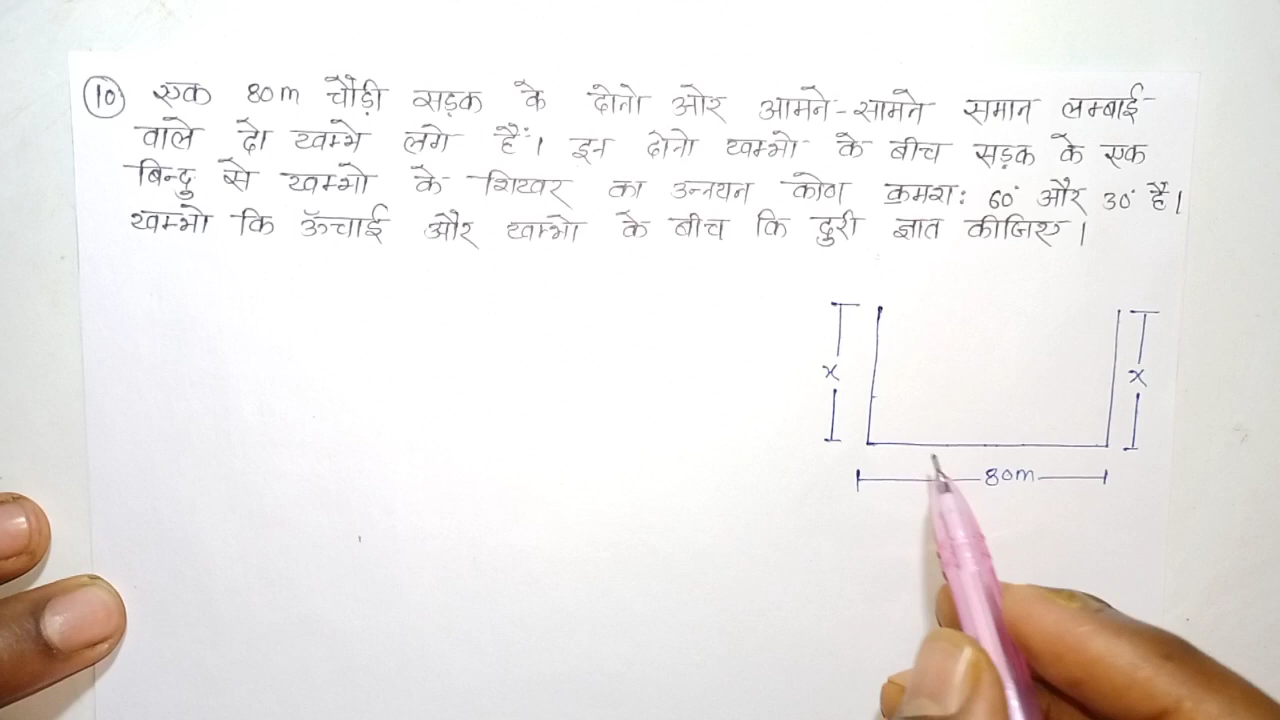 10 एक 80m चौड़ी सड़क के दोनो ओर आमने-सामने समान लम्बाई
वाले दो खम्भे लगे हैं। इन दोनो खम्भो के बीच सड़क के एक
बिन्दु से खम्भो के शिखर का उन्नयन कोण क्रमश: 60° और 30° है।
खम्भो कि ऊँचाई और खम्भो के बीच कि दुरी ज्ञात कीजिए।
x
x
80m